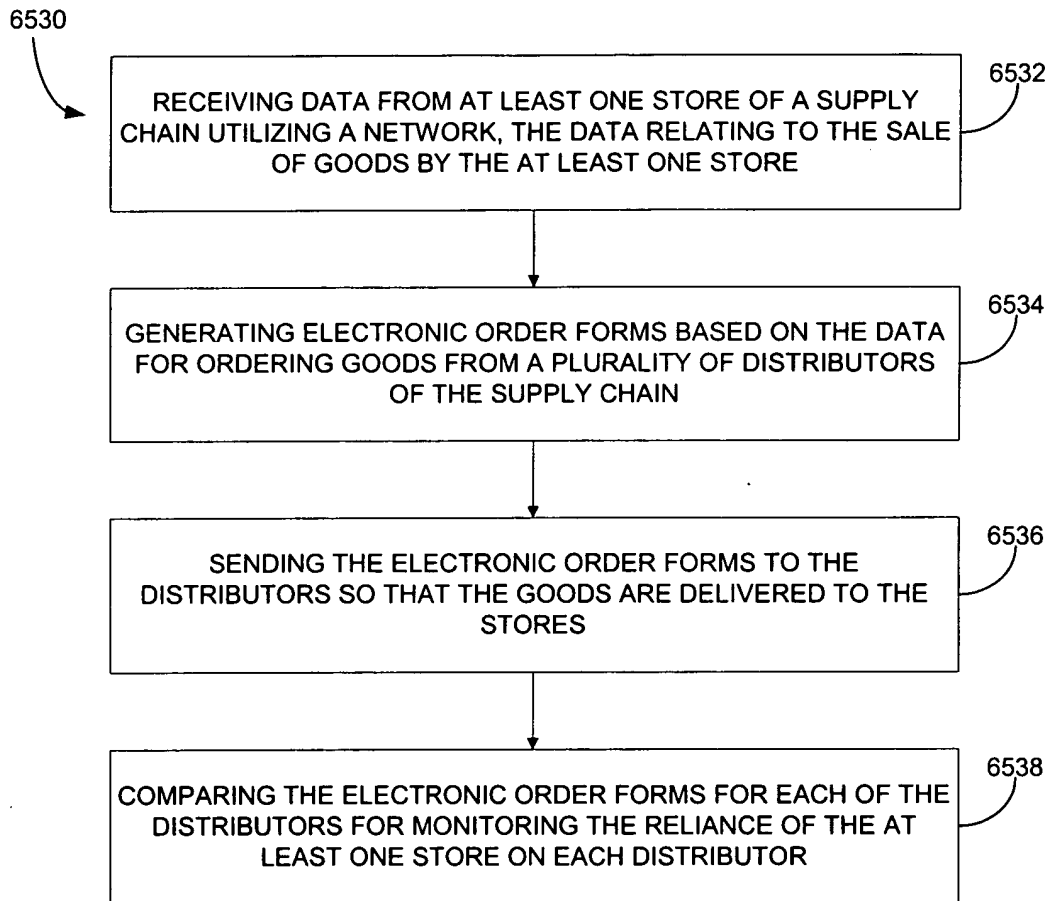 6530
6532
RECEIVING DATA FROM AT LEAST ONE STORE OF A SUPPLY
CHAIN UTILIZING A NETWORK, THE DATA RELATING TO THE SALE
OF GOODS BY THE AT LEAST ONE STORE
6534
GENERATING ELECTRONIC ORDER FORMS BASED ON THE DATA
FOR ORDERING GOODS FROM A PLURALITY OF DISTRIBUTORS
OF THE SUPPLY CHAIN
6536
SENDING THE ELECTRONIC ORDER FORMS TO THE
DISTRIBUTORS SO THAT THE GOODS ARE DELIVERED TO THE
STORES
6538
COMPARING THE ELECTRONIC ORDER FORMS FOR EACH OF THE
DISTRIBUTORS FOR MONITORING THE RELIANCE OF THE AT
LEAST ONE STORE ON EACH DISTRIBUTOR